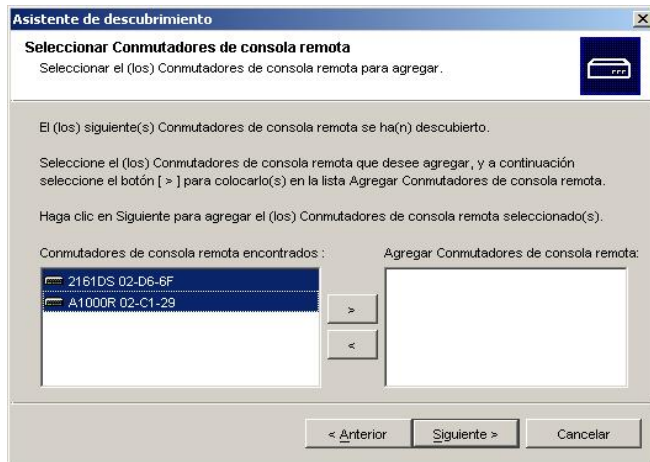 Asistente de descubrimiento
Seleccionar Conmutadores de consola remota
Seleccionar el (los) Conmutadores de consola remota para agregar.
El (los) siguiente(s) Conmutadores de consola remota se ha(n) descubierto.
Seleccione el (los) Conmutadores de consola remota que desee agregar, y a continuación
seleccione el botón [ > ] para colocarlo(s) en la lista Agregar Conmutadores de consola remota.
Haga clic en Siguiente para agregar el (los) Conmutadores de consola remota seleccionado(s).
Conmutadores de consola remota encontrados :
Agregar Conmutadores de consola remota:
2161DS 02-D6-6F
A1000R 02-C1-29
>
<
< Anterior
Siguiente >
Cancelar